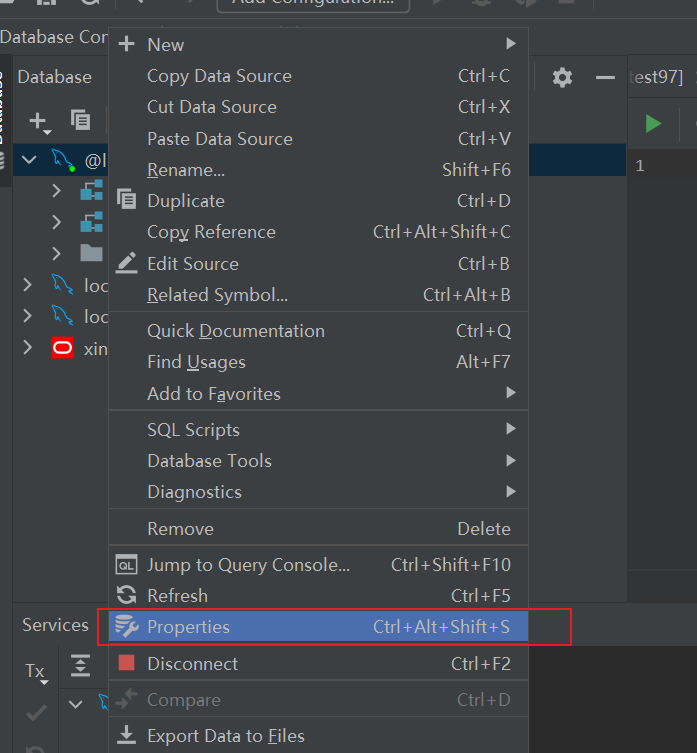 Add Configuration...
Database
Database
test97]
@l
loc
loc
xin
1
New
Copy Data Source Ctrl+C
Cut Data Source Ctrl+X
Paste Data Source Ctrl+V
Rename... Shift+F6
Duplicate Ctrl+D
Copy Reference Ctrl+Alt+Shift+C
Edit Source Ctrl+B
Related Symbol... Ctrl+Alt+B
Quick Documentation Ctrl+Q
Find Usages Alt+F7
Add to Favorites
SQL Scripts
Database Tools
Diagnostics
Remove Delete
QL Jump to Query Console... Ctrl+Shift+F10
Refresh Ctrl+F5
Services
Properties Ctrl+Alt+Shift+S
Tx
Disconnect Ctrl+F2
Compare Ctrl+D
Export Data to Files